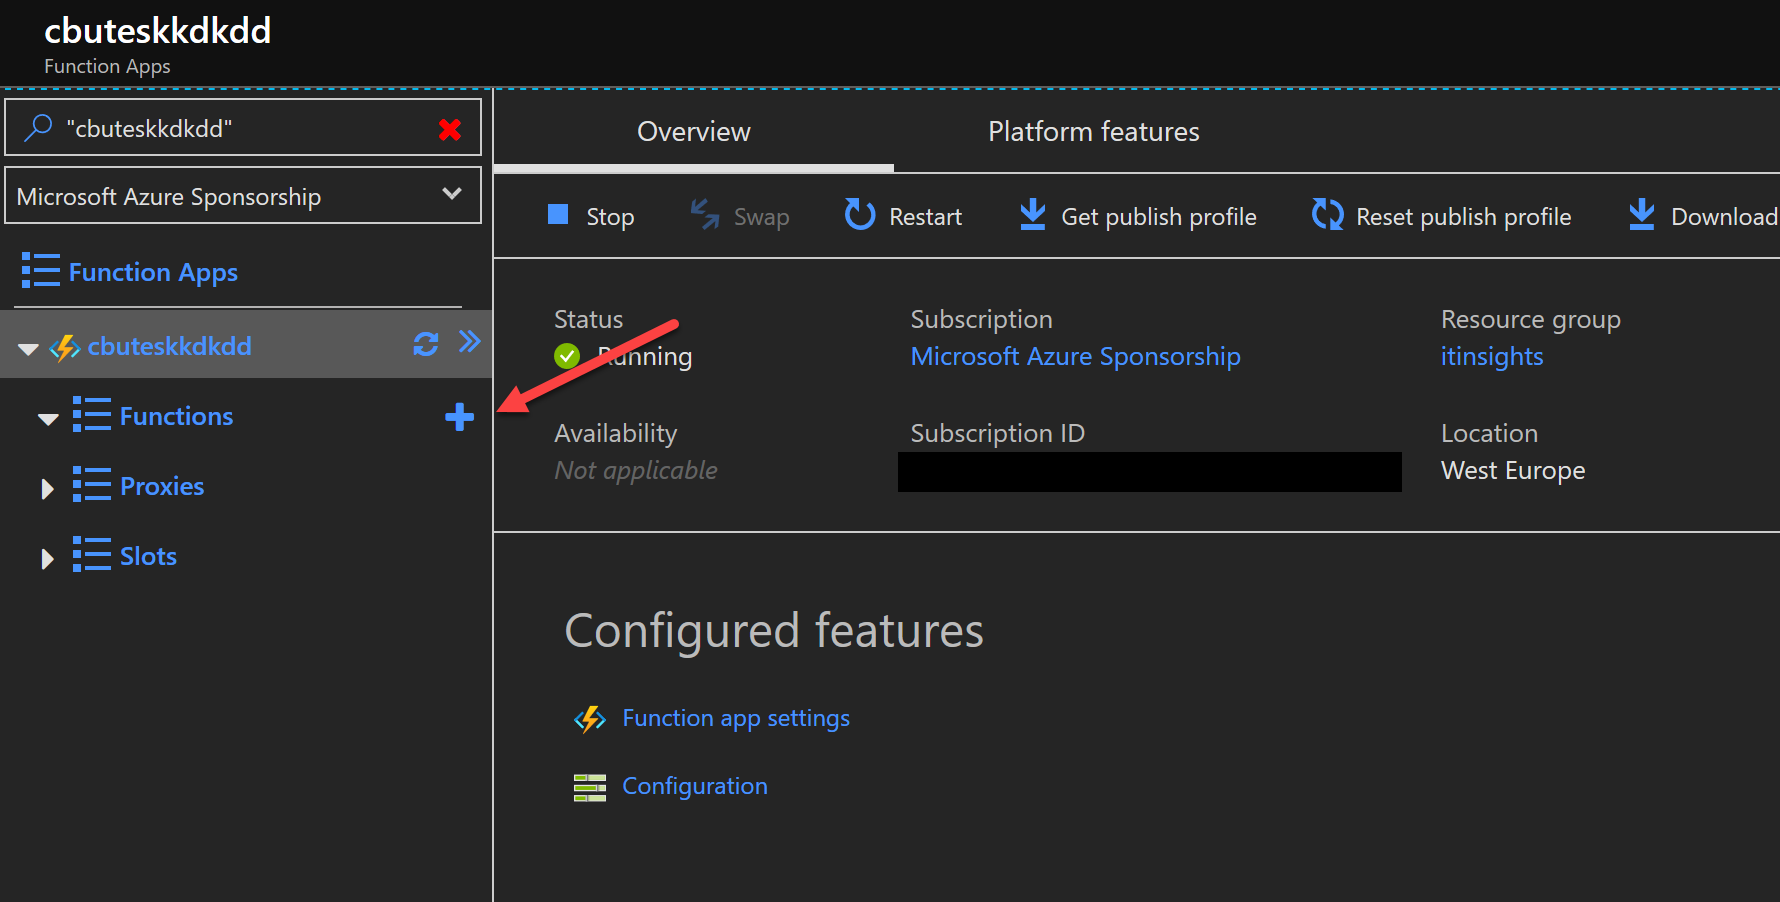 cbuteskkdkdd
Function Apps
"cbuteskkdkdd"
Microsoft Azure Sponsorship
Function Apps
cbuteskkdkdd
Functions
Proxies
Slots
Overview Platform features
Stop Swap Restart Get publish profile Reset publish profile Download
Status Subscription Resource group
Running Microsoft Azure Sponsorship itinsights
Availability Subscription ID Location
Not applicable West Europe
Configured features
Function app settings
Configuration